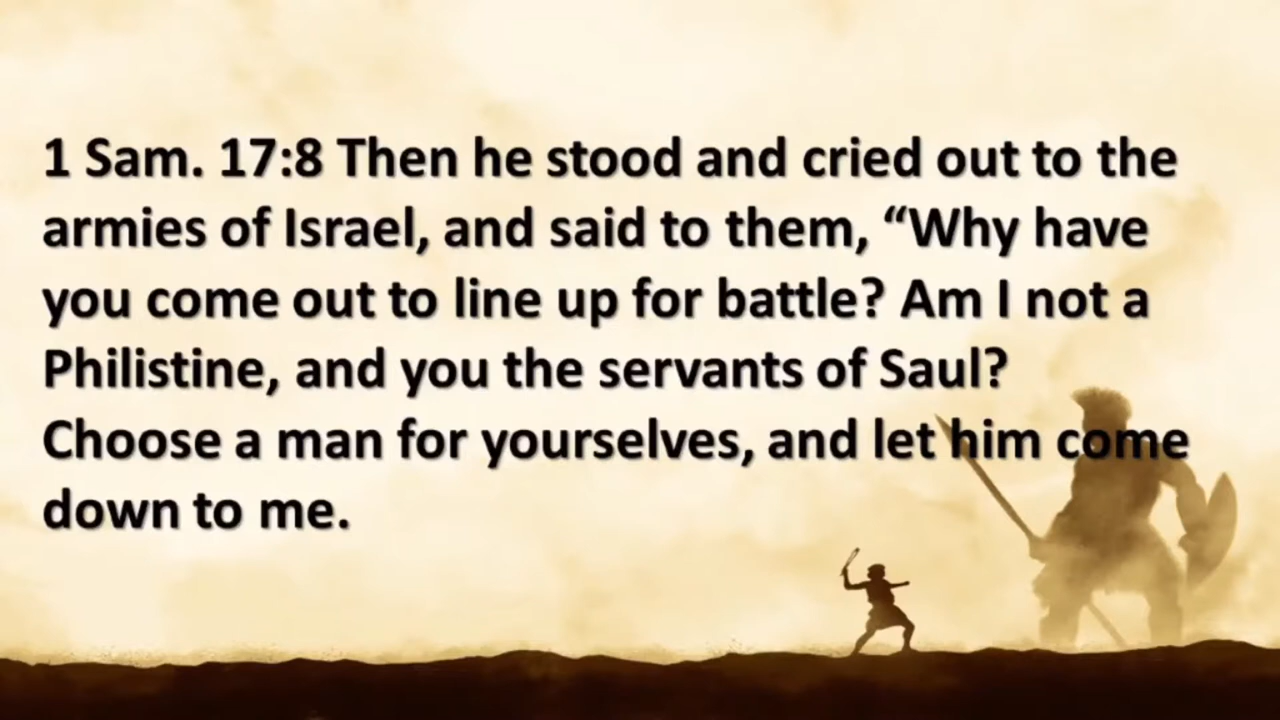 1 Sam. 17:8 Then he stood and cried out to the
armies of Israel, and said to them, “Why have
you come out to line up for battle? Am I not a
Philistine, and you the servants of Saul?
Choose a man for yourselves, and let him come
down to me.